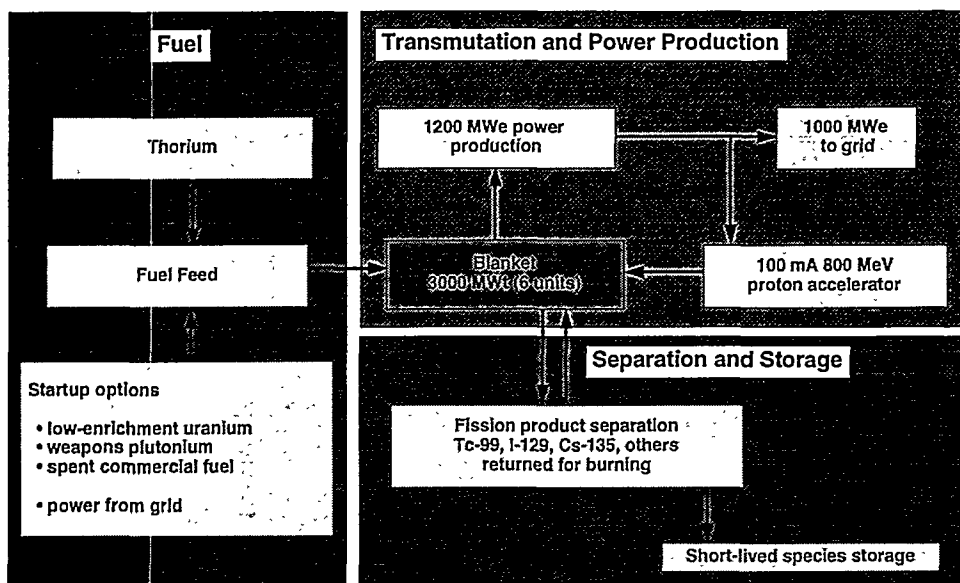 Fuel
Thorium
Fuel Feed
Startup options
• low-enrichment uranium
• weapons plutonium
• spent commercial fuel
• power from grid
Transmutation and Power Production
1200 MWe power
production
1000 MWe
to grid
Blanket
3000 MWt (6 units)
100 mA 800 MeV
proton accelerator
Separation and Storage
Fission product separation
Tc-99, I-129, Cs-135, others
returned for burning
Short-lived species storage